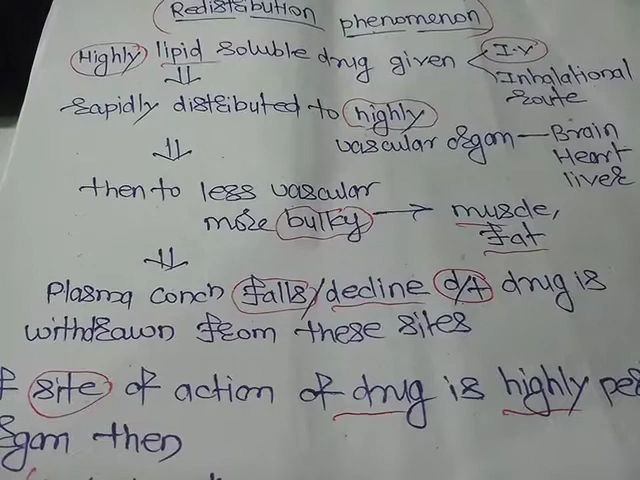 Redistribution phenomenon
Highly lipid soluble drug given
I.V
Inhalational
route
rapidly distributed to highly
vascular organ — Brain
Heart
liver
then to less vascular
more bulky → muscle,
fat
Plasma concn falls/decline d/t drug is
withdrawn from these sites
site of action of drug is highly per
organ then